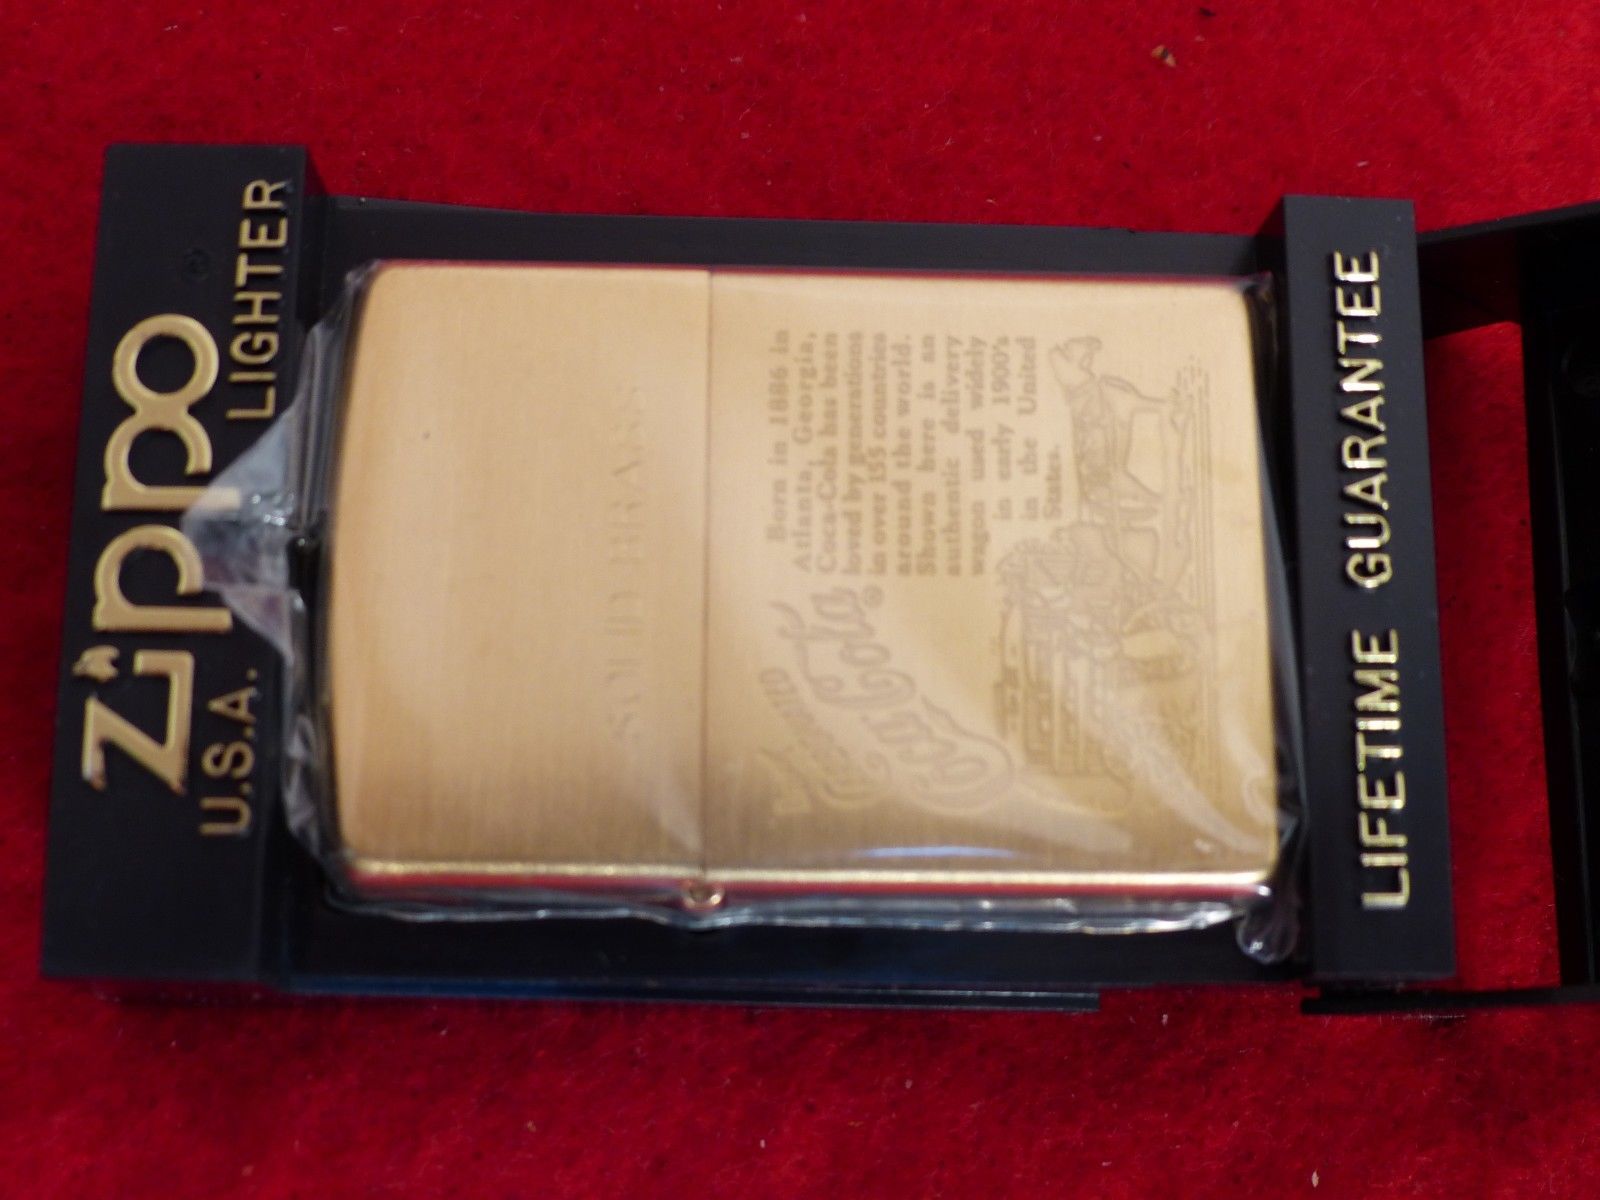 Zippo
LIGHTER
U.S.A.
SOLID BRASS
DRINK
CARBONATED
Coca-Cola®
Born in 1886 in
Atlanta, Georgia,
Coca-Cola has been
loved by generations
in over 155 countries
around the world.
Shown here is an
authentic delivery
wagon used widely
in early 1900's
in the United
States.
LIFETIME GUARANTEE